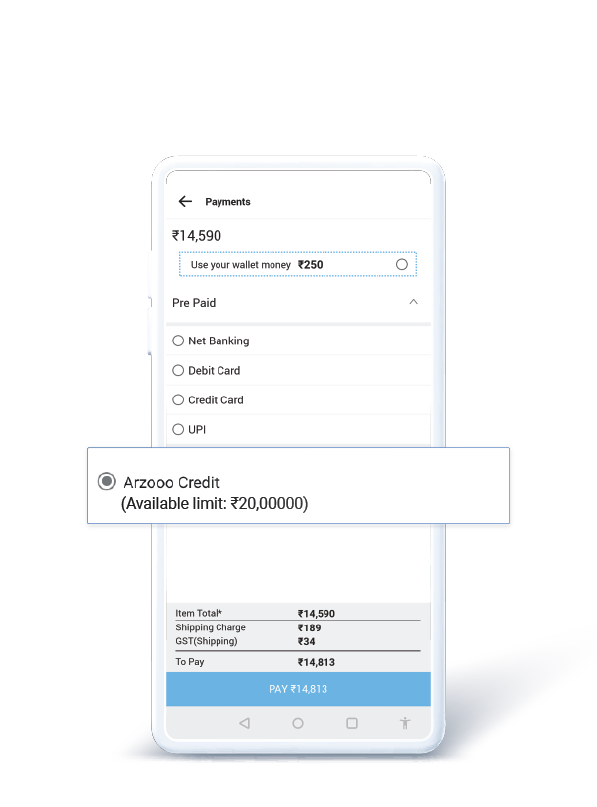 Payments
₹14,590
Use your wallet money ₹250
Pre Paid
Net Banking
Debit Card
Credit Card
UPI
Arzooo Credit
(Available limit: ₹20,00000)
Item Total* ₹14,590
Shipping Charge ₹189
GST(Shipping) ₹34
To Pay ₹14,813
PAY ₹14,813